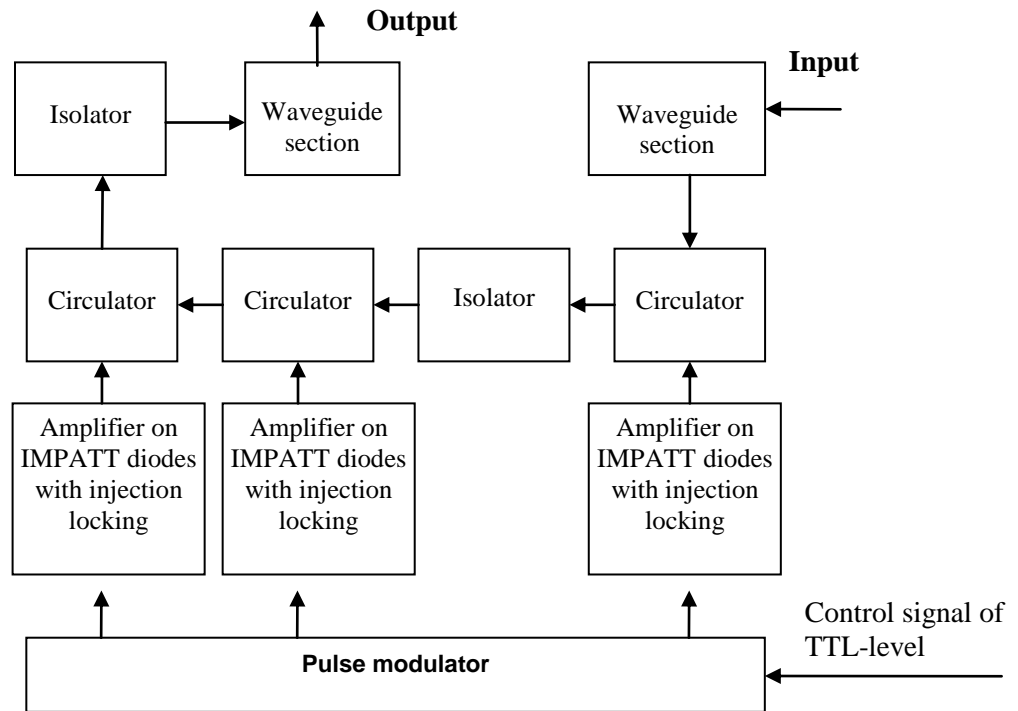 Output
Input
Isolator
Waveguide
section
Waveguide
section
Circulator
Circulator
Isolator
Circulator
Amplifier on
IMPATT diodes
with injection
locking
Amplifier on
IMPATT diodes
with injection
locking
Amplifier on
IMPATT diodes
with injection
locking
Control signal of
TTL-level
Pulse modulator